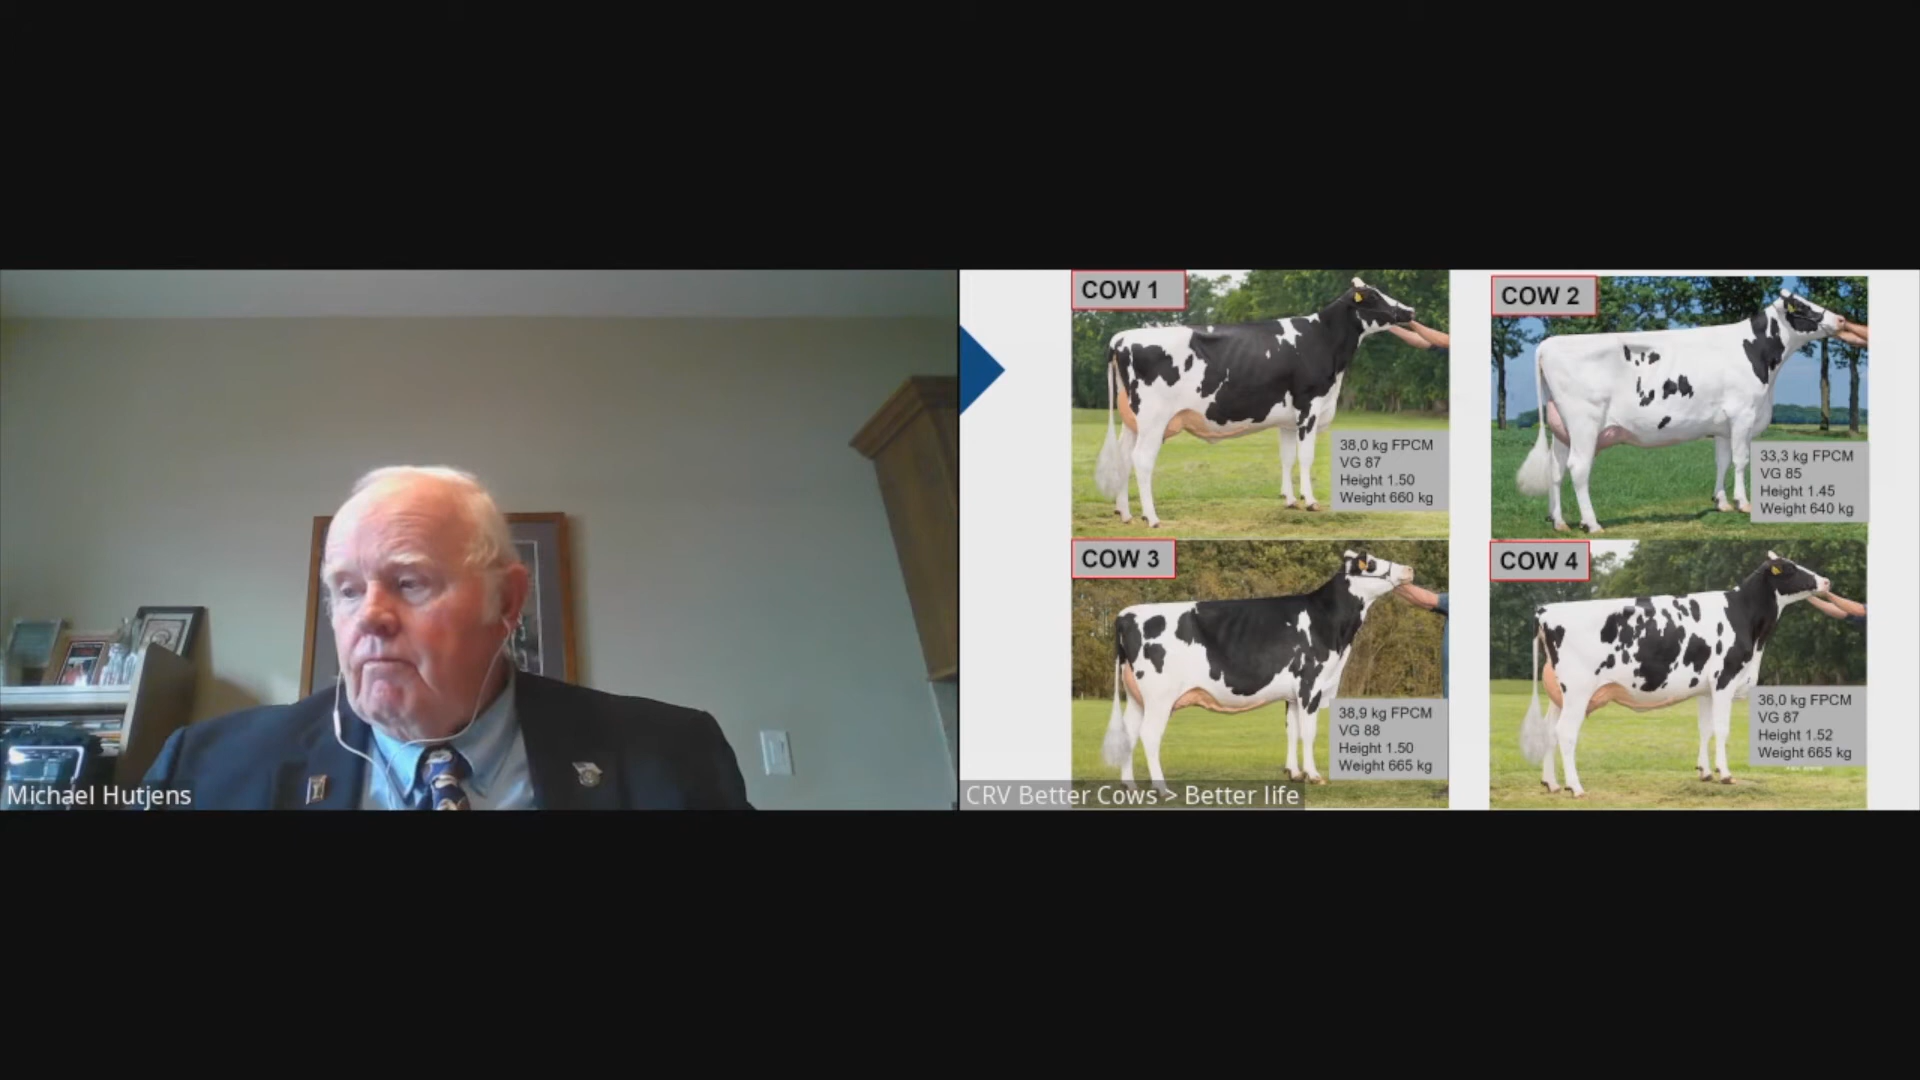 Michael Hutjens
COW 1
38,0 kg FPCM
VG 87
Height 1.50
Weight 660 kg
COW 2
33,3 kg FPCM
VG 85
Height 1.45
Weight 640 kg
COW 3
38,9 kg FPCM
VG 88
Height 1.50
Weight 665 kg
COW 4
36,0 kg FPCM
VG 87
Height 1.52
Weight 665 kg
CRV Better Cows > Better life